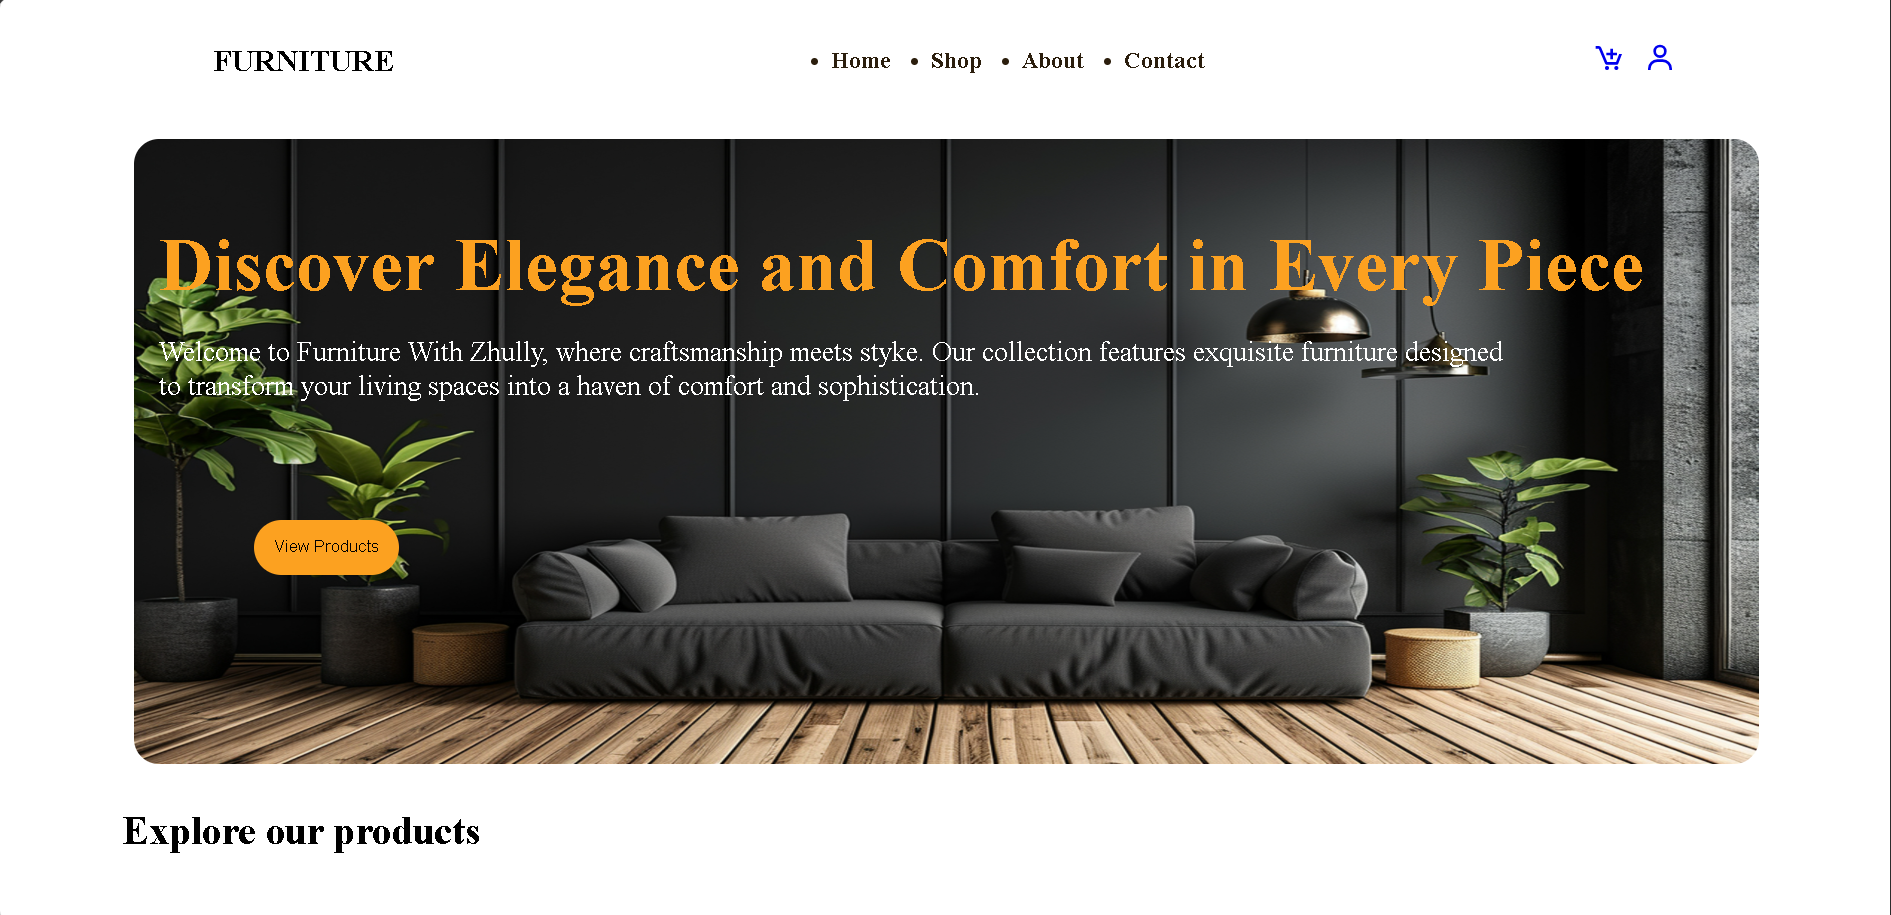 FURNITURE
Home Shop About Contact
Discover Elegance and Comfort in Every Piece
Welcome to Furniture With Zhully, where craftsmanship meets styke. Our collection features exquisite furniture designed
to transform your living spaces into a haven of comfort and sophistication.
View Products
Explore our products